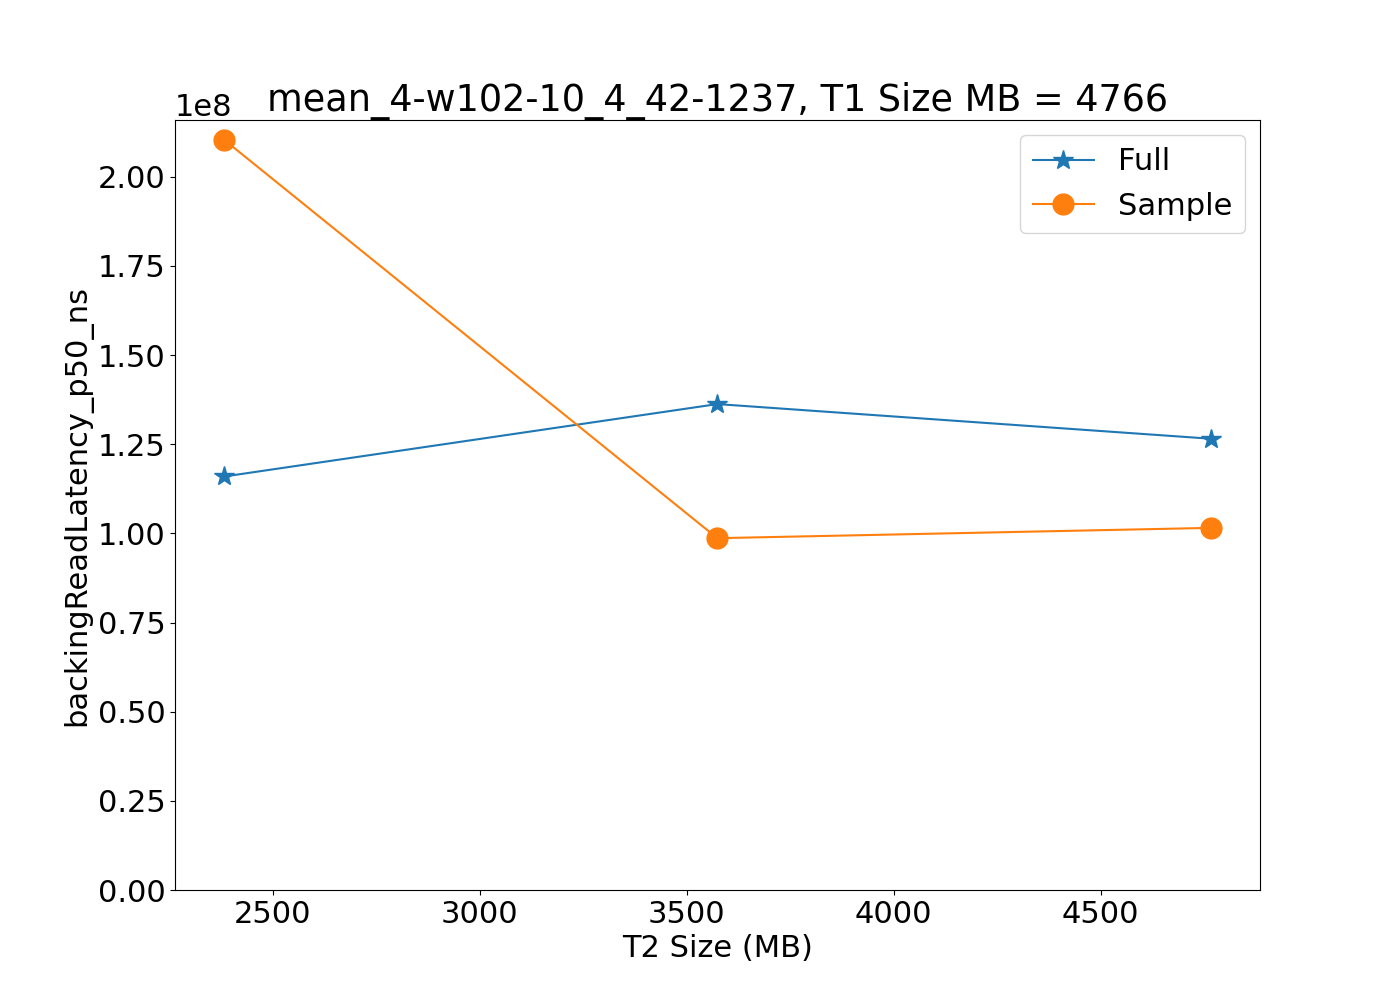 1e8
mean_4-w102-10_4_42-1237, T1 Size MB = 4766
Full
Sample
2.00
1.75
1.50
1.25
1.00
0.75
0.50
0.25
0.00
backingReadLatency_p50_ns
2500 3000 3500 4000 4500
T2 Size (MB)